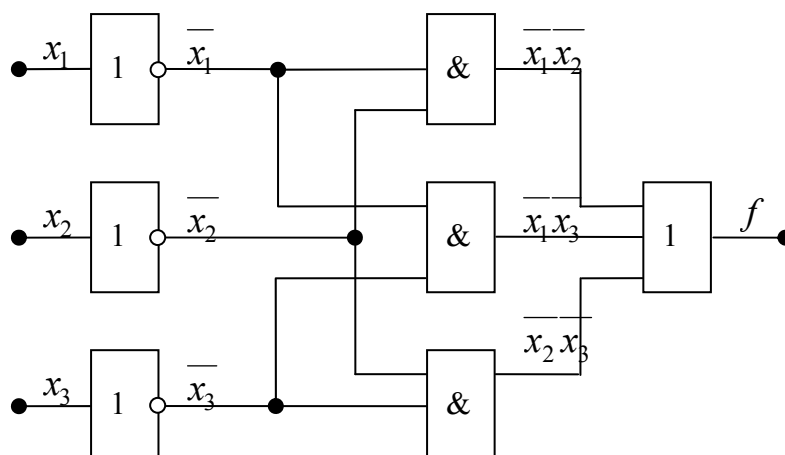 x₁ 1 x̅₁ & x̅₁x̅₂
x₂ 1 x̅₂ & x̅₁x̅₃ 1 f
x̅₂x̅₃
x₃ 1 x̅₃ &